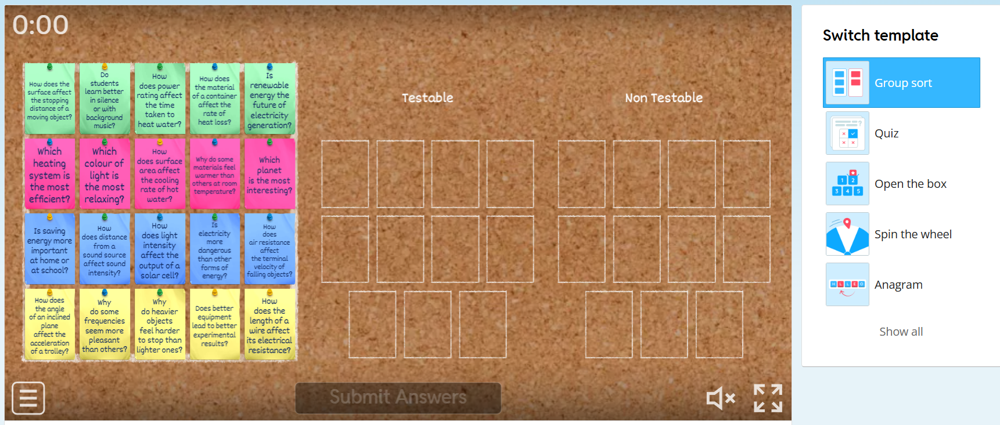 0:00
How does the
surface affect
the stopping
distance of a
moving object?
Do
students
learn better
in silence
or with
background
music?
How
does power
rating affect
the time
taken to
heat water?
How does
the material
of a container
affect the
rate of
heat loss?
Is
renewable
energy the
future of
electricity
generation?
Which
heating
system is
the most
efficient?
Which
colour of
light is
the most
relaxing?
How
does surface
area affect
the cooling
rate of hot
water?
Why do some
materials feel
warmer than
others at room
temperature?
Which
planet
is the most
interesting?
Is saving
energy more
important
at home or
at school?
How
does distance
from a
sound source
affect sound
intensity?
How
does light
intensity
affect the
output of a
solar cell?
Is
electricity
more
dangerous
than other
forms of
energy?
How
does
air resistance
affect
the terminal
velocity of
falling objects?
How does
the angle
of an inclined
plane
affect the
acceleration
of a trolley?
Why
do some
frequencies
seem more
pleasant
than others?
Why
do heavier
objects
feel harder
to stop than
lighter ones?
Does better
equipment
lead to better
experimental
results?
How
does the
length of a
wire affect
its electrical
resistance?
Testable
Non Testable
Submit Answers
Switch template
Group sort
?
Quiz
1 2
3 4 5
Open the box
Spin the wheel
H L L E O
Anagram
Show all